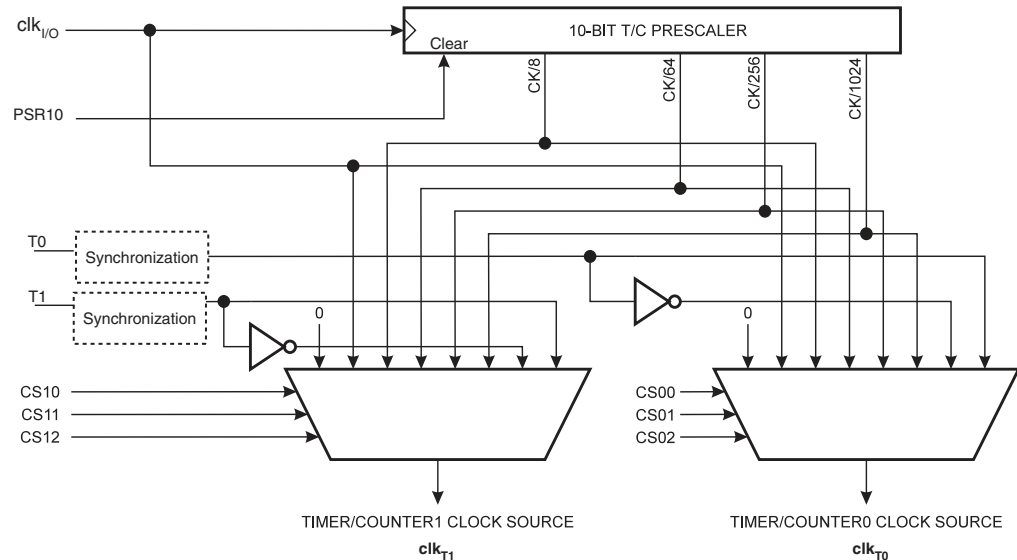 clkI/O
10-BIT T/C PRESCALER
Clear
CK/8
CK/64
CK/256
CK/1024
PSR10
T0
Synchronization
T1
Synchronization
0
0
CS10
CS11
CS12
CS00
CS01
CS02
TIMER/COUNTER1 CLOCK SOURCE
clkT1
TIMER/COUNTER0 CLOCK SOURCE
clkT0